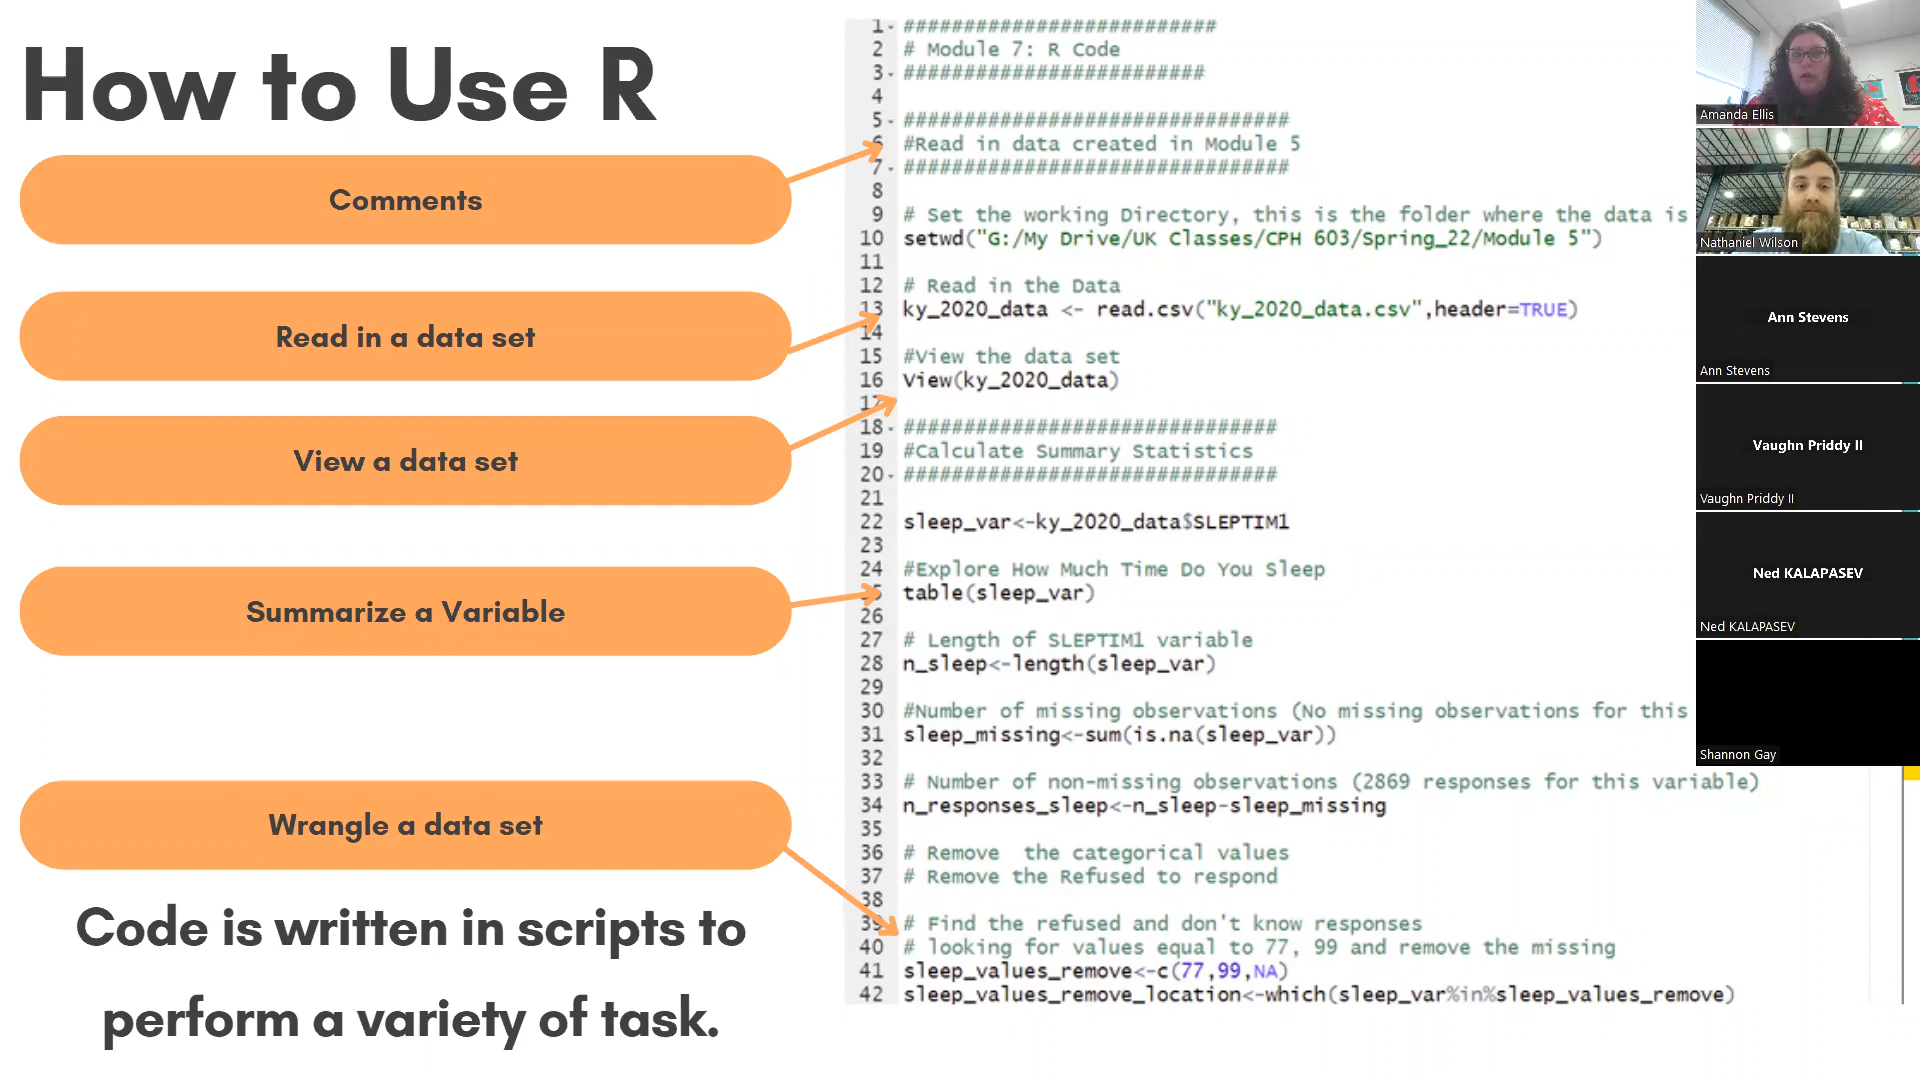 How to Use R
Comments
Read in a data set
View a data set
Summarize a Variable
Wrangle a data set
Code is written in scripts to
perform a variety of task.
1 ##########################
2 # Module 7: R Code
3 #########################
4
5 ################################
6 #Read in data created in Module 5
7 ################################
8
9 # Set the working Directory, this is the folder where the data is
10 setwd("G:/My Drive/UK Classes/CPH 603/Spring_22/Module 5")
11
12 # Read in the Data
13 ky_2020_data <- read.csv("ky_2020_data.csv",header=TRUE)
14
15 #View the data set
16 View(ky_2020_data)
17
18 ###############################
19 #Calculate Summary Statistics
20 ###############################
21
22 sleep_var<-ky_2020_data$SLEPTIM1
23
24 #Explore How Much Time Do You Sleep
25 table(sleep_var)
26
27 # Length of SLEPTIM1 variable
28 n_sleep<-length(sleep_var)
29
30 #Number of missing observations (No missing observations for this
31 sleep_missing<-sum(is.na(sleep_var))
32
33 # Number of non-missing observations (2869 responses for this variable)
34 n_responses_sleep<-n_sleep-sleep_missing
35
36 # Remove  the categorical values
37 # Remove the Refused to respond
38
39 # Find the refused and don't know responses
40 # looking for values equal to 77, 99 and remove the missing
41 sleep_values_remove<-c(77,99,NA)
42 sleep_values_remove_location<-which(sleep_var%in%sleep_values_remove)
Amanda Ellis
Nathaniel Wilson
Ann Stevens
Ann Stevens
Vaughn Priddy II
Vaughn Priddy II
Ned KALAPASEV
Ned KALAPASEV
Shannon Gay